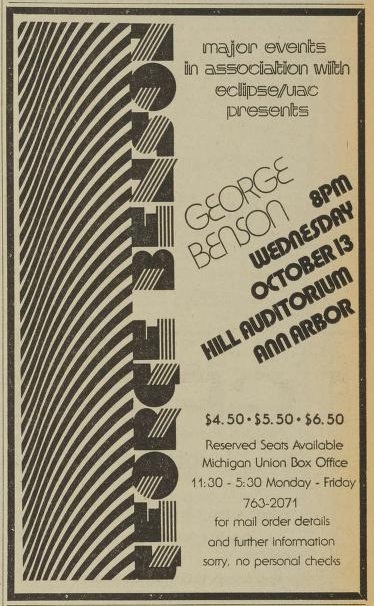 GEORGE BENSON
major events
in association with
eclipse/uac
presents
GEORGE
BENSON
8PM
WEDNESDAY
OCTOBER 13
HILL AUDITORIUM
ANN ARBOR
$4.50 • $5.50 • $6.50
Reserved Seats Available
Michigan Union Box Office
11:30 - 5:30 Monday - Friday
763-2071
for mail order details
and further information
sorry, no personal checks